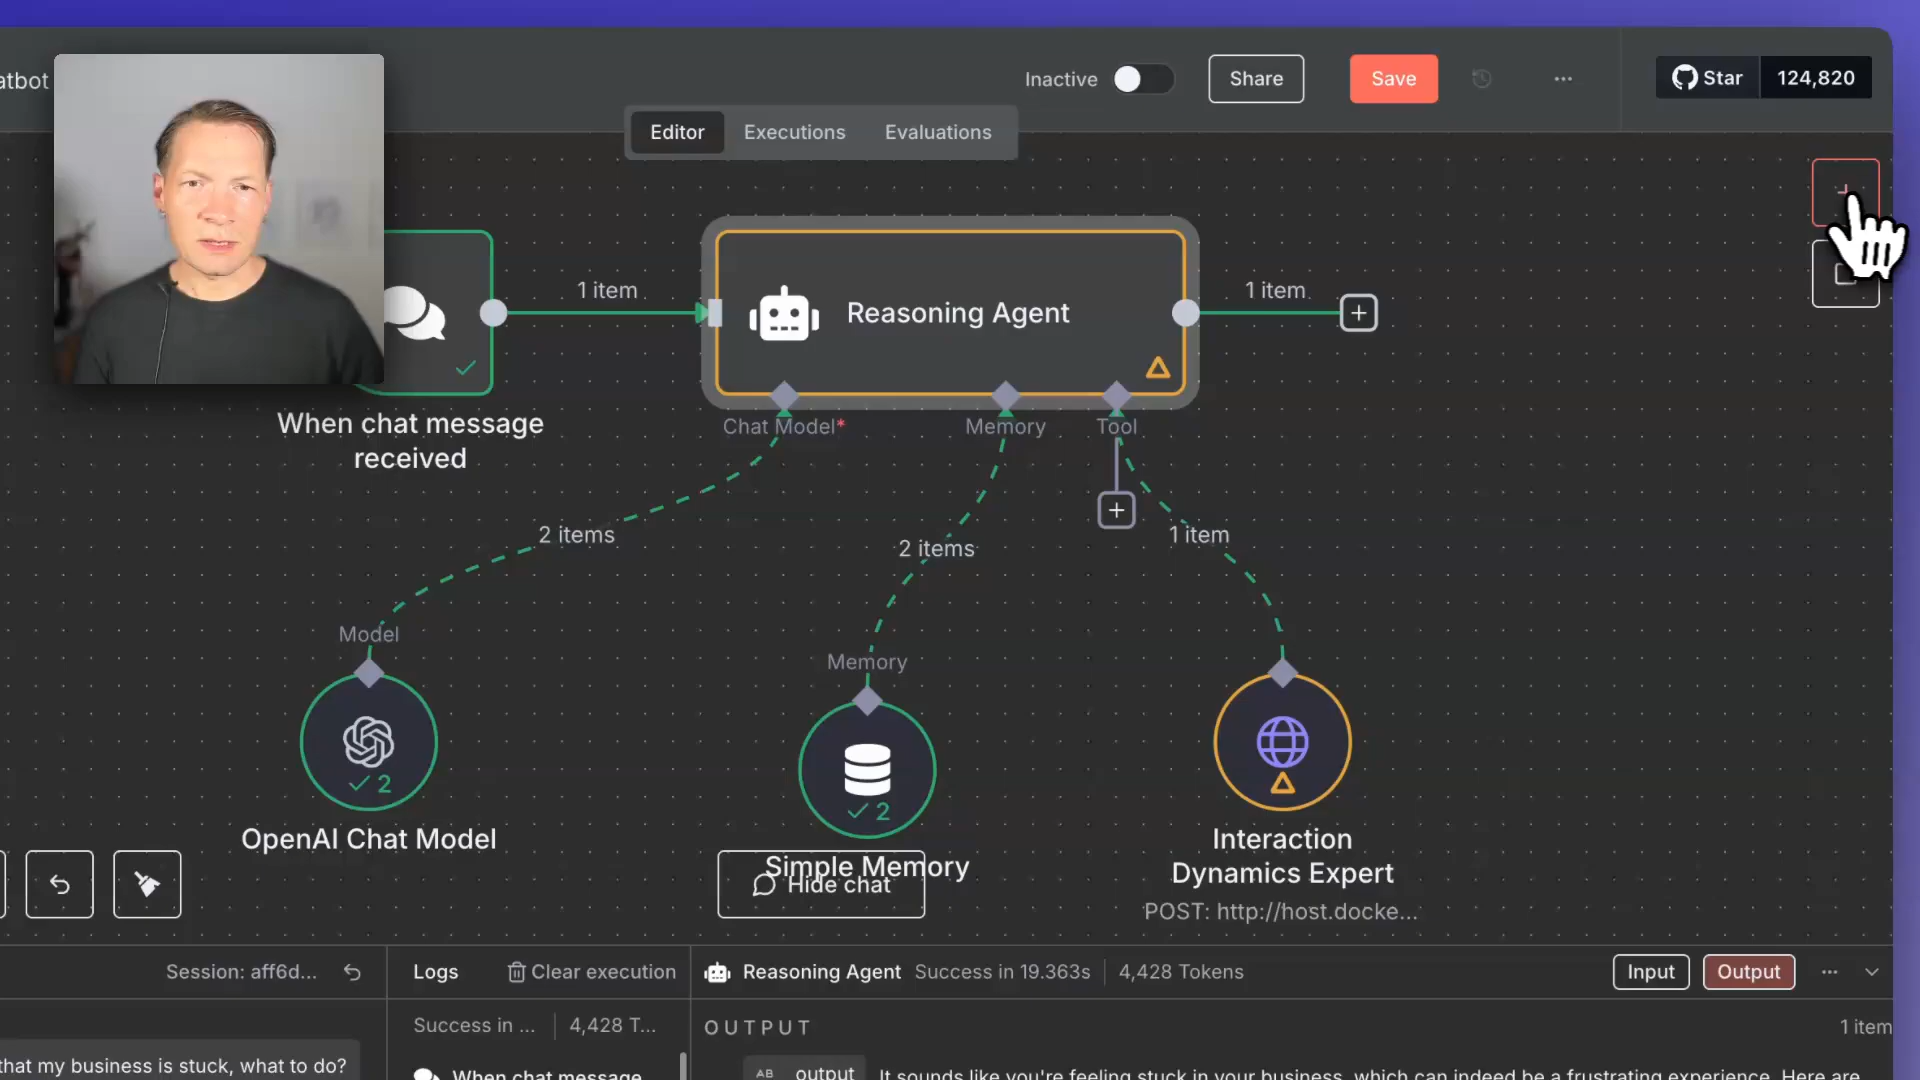 atbot
Inactive
Share
Save
Star
124,820
Editor
Executions
Evaluations
1 item
Reasoning Agent
1 item
When chat message
received
Chat Model*
Memory
Tool
2 items
2 items
1 item
Model
Memory
2
2
OpenAI Chat Model
Simple Memory
Hide chat
Interaction
Dynamics Expert
POST: http://host.docke...
Session: aff6d...
Logs
Clear execution
Reasoning Agent
Success in 19.363s
4,428 Tokens
Input
Output
Success in ...
4,428 T...
OUTPUT
1 item
that my business is stuck, what to do?
When chat message
AB
output
It sounds like you're feeling stuck in your business, which can indeed be a frustrating experience. Here are